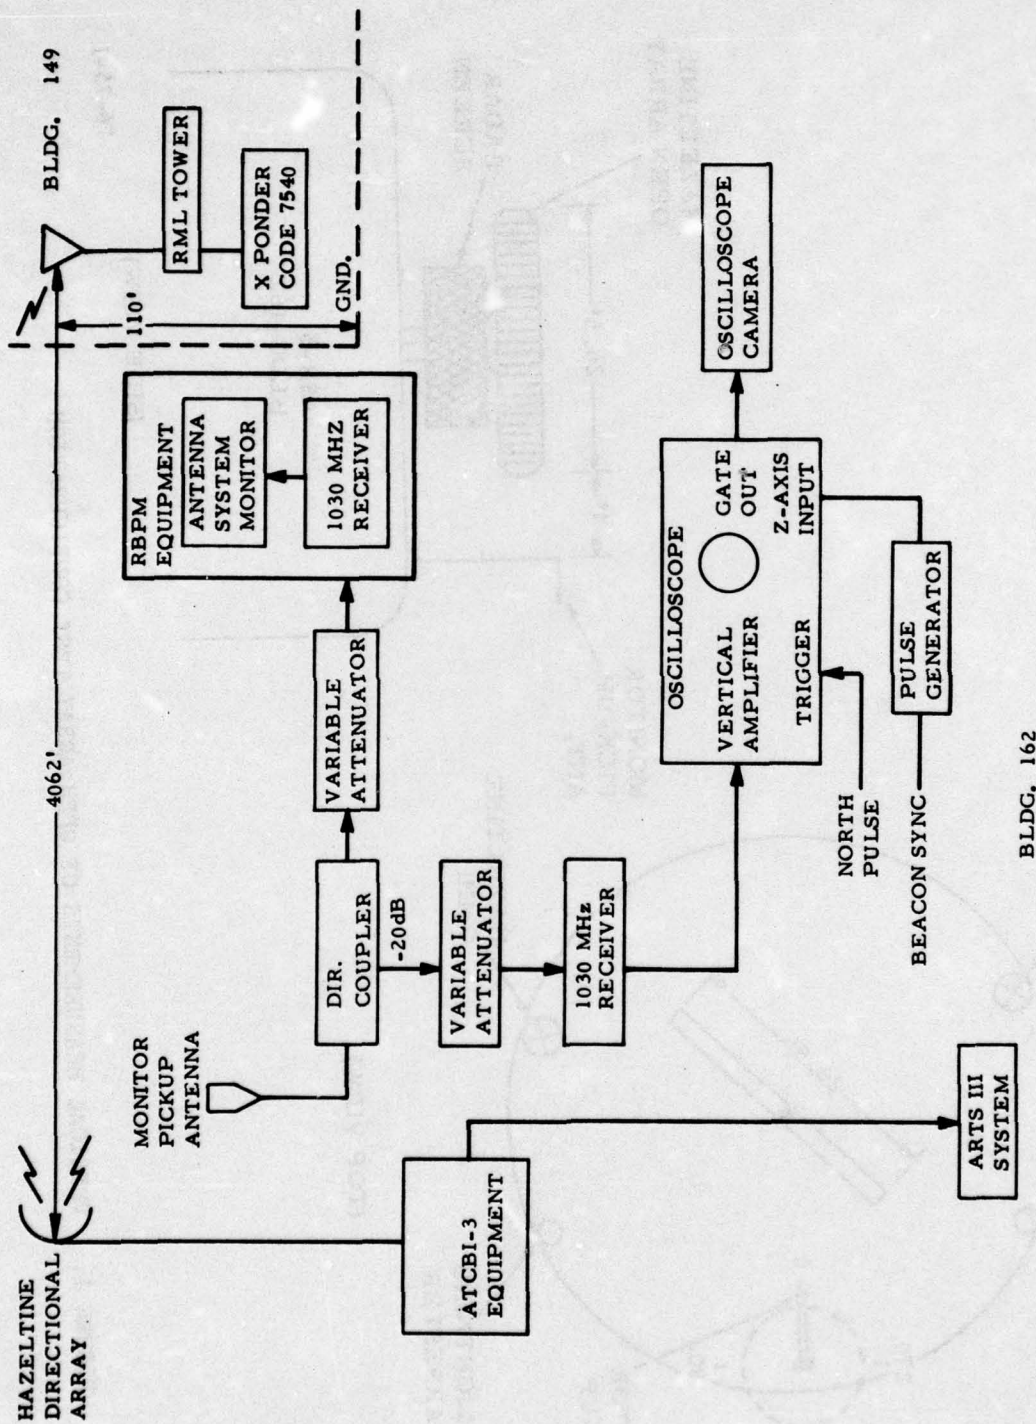 HAZELTINE
DIRECTIONAL
ARRAY
4062'
BLDG. 149
110'
RML TOWER
X PONDER
CODE 7540
GND.
MONITOR
PICKUP
ANTENNA
DIR.
COUPLER
-20dB
VARIABLE
ATTENUATOR
RBPM
EQUIPMENT
ANTENNA
SYSTEM
MONITOR
1030 MHZ
RECEIVER
VARIABLE
ATTENUATOR
1030 MHz
RECEIVER
ATCBI-3
EQUIPMENT
ARTS III
SYSTEM
OSCILLOSCOPE
VERTICAL
AMPLIFIER
GATE
OUT
TRIGGER
Z-AXIS
INPUT
OSCILLOSCOPE
CAMERA
NORTH
PULSE
BEACON SYNC
PULSE
GENERATOR
BLDG. 162